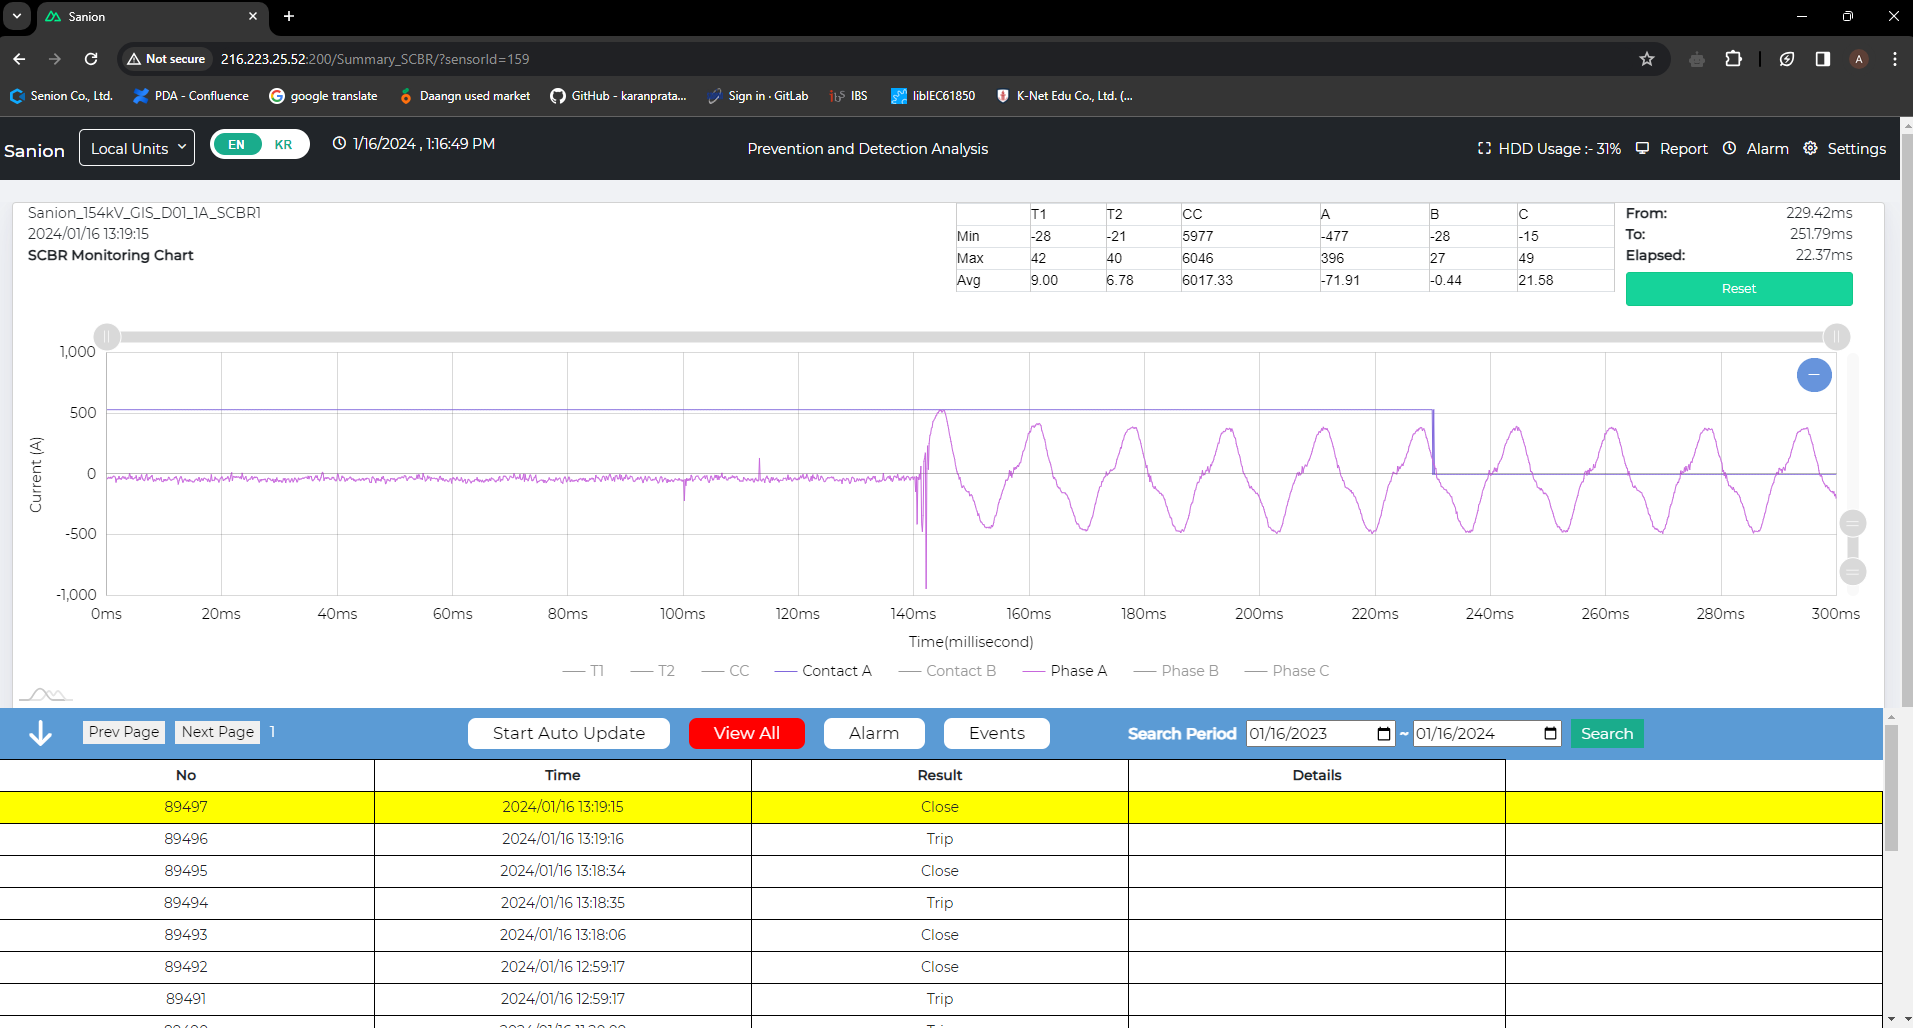 Sanion
Not secure 216.223.25.52:200/Summary_SCBR/?sensorId=159
A
Senion Co., Ltd. PDA - Confluence google translate Daangn used market GitHub - karanprata... Sign in · GitLab IBS libIEC61850 K-Net Edu Co., Ltd. (...
Sanion Local Units EN KR 1/16/2024 , 1:16:49 PM Prevention and Detection Analysis HDD Usage :- 31% Report Alarm Settings
Sanion_154kV_GIS_D01_1A_SCBR1
2024/01/16 13:19:15
SCBR Monitoring Chart
T1 T2 CC A B C
Min -28 -21 5977 -477 -28 -15
Max 42 40 6046 396 27 49
Avg 9.00 6.78 6017.33 -71.91 -0.44 21.58
From: 229.42ms
To: 251.79ms
Elapsed: 22.37ms
Reset
1,000
500
0
-500
-1,000
Current (A)
0ms 20ms 40ms 60ms 80ms 100ms 120ms 140ms 160ms 180ms 200ms 220ms 240ms 260ms 280ms 300ms
Time(millisecond)
T1 T2 CC Contact A Contact B Phase A Phase B Phase C
Prev Page Next Page 1 Start Auto Update View All Alarm Events Search Period 01/16/2023 ~ 01/16/2024 Search
No Time Result Details
89497 2024/01/16 13:19:15 Close
89496 2024/01/16 13:19:16 Trip
89495 2024/01/16 13:18:34 Close
89494 2024/01/16 13:18:35 Trip
89493 2024/01/16 13:18:06 Close
89492 2024/01/16 12:59:17 Close
89491 2024/01/16 12:59:17 Trip